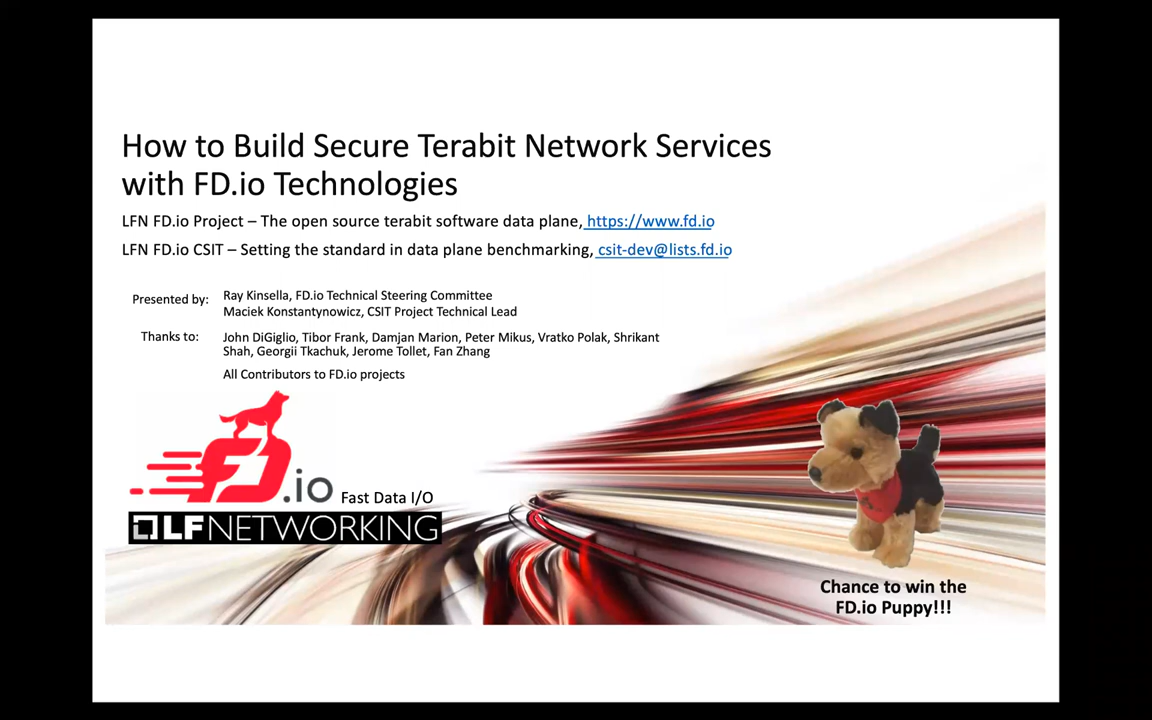 How to Build Secure Terabit Network Services
with FD.io Technologies
LFN FD.io Project – The open source terabit software data plane, https://www.fd.io
LFN FD.io CSIT – Setting the standard in data plane benchmarking, csit-dev@lists.fd.io
Presented by:
Ray Kinsella, FD.io Technical Steering Committee
Maciek Konstantynowicz, CSIT Project Technical Lead
Thanks to:
John DiGiglio, Tibor Frank, Damjan Marion, Peter Mikus, Vratko Polak, Shrikant
Shah, Georgii Tkachuk, Jerome Tollet, Fan Zhang
All Contributors to FD.io projects
FD.io Fast Data I/O
LFNETWORKING
Chance to win the
FD.io Puppy!!!